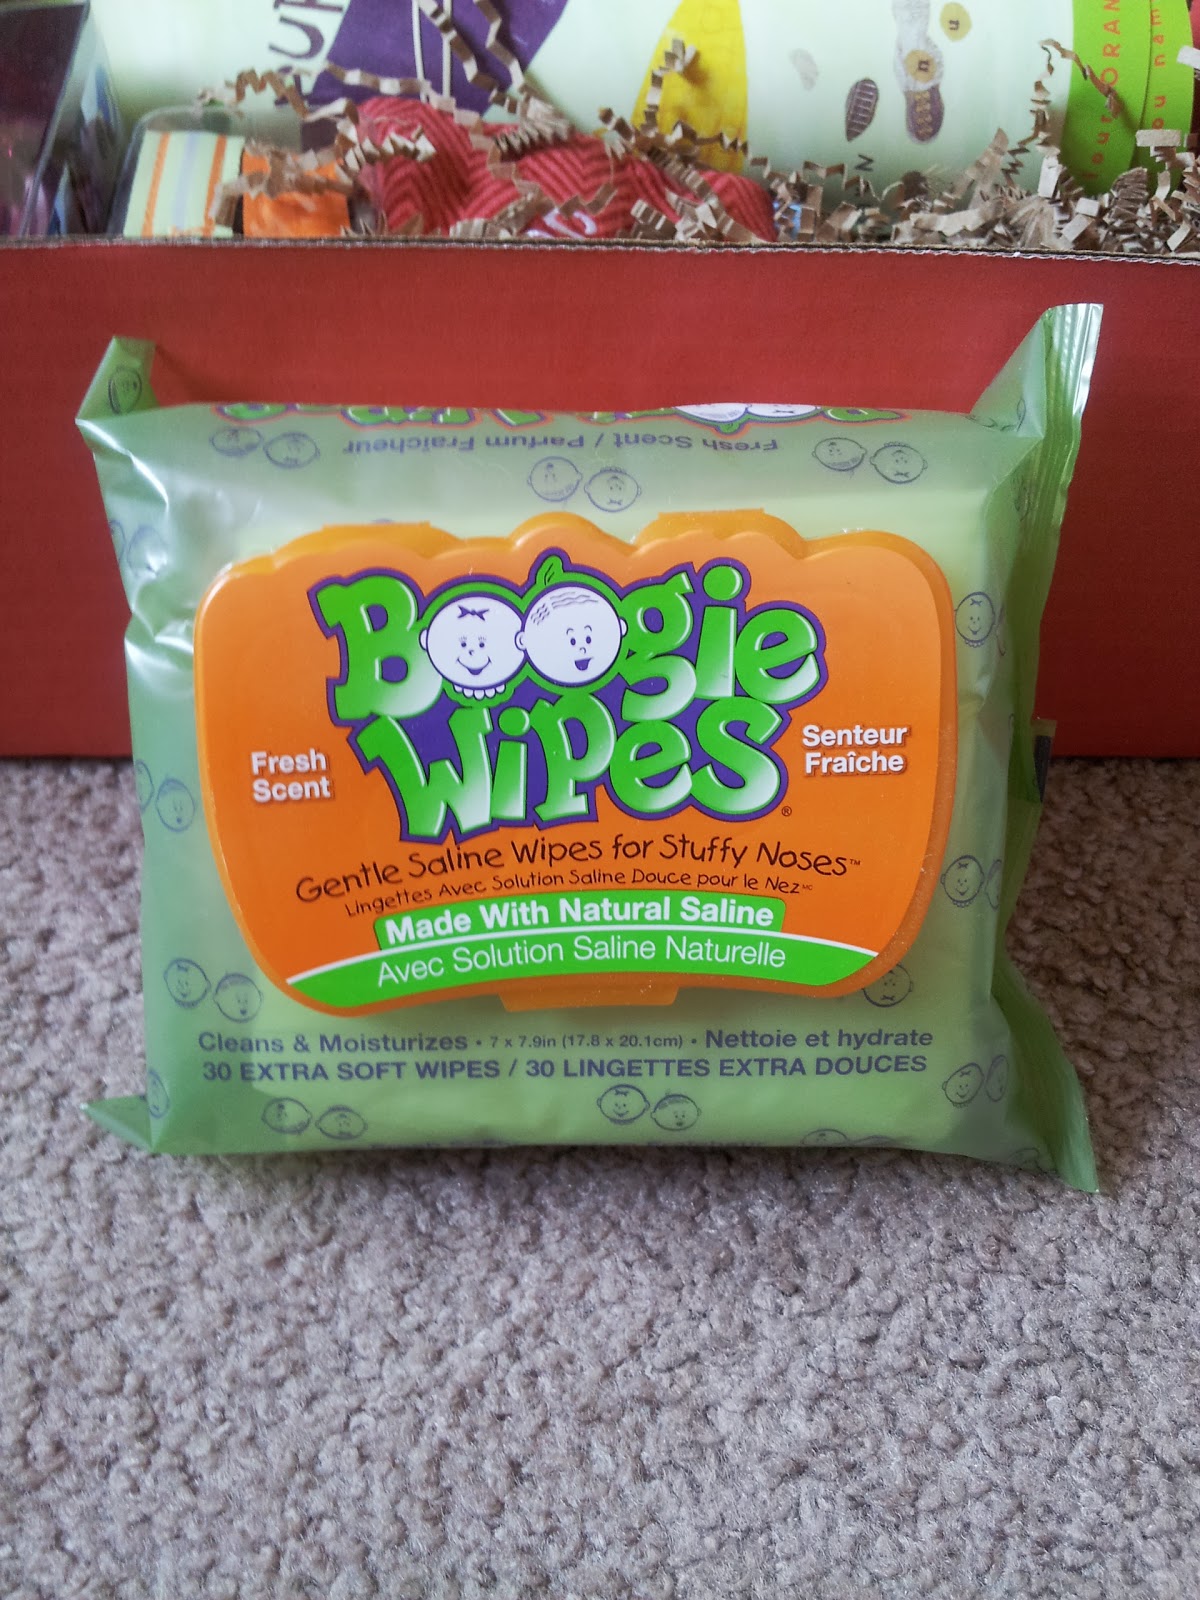 Fresh Scent / Parfum Fraîcheur
Boogie
Wipes®
Fresh
Scent
Senteur
Fraîche
Gentle Saline Wipes for Stuffy Noses™
Lingettes Avec Solution Saline Douce pour le Nez MC
Made With Natural Saline
Avec Solution Saline Naturelle
Cleans & Moisturizes • 7 x 7.9in (17.8 x 20.1cm) • Nettoie et hydrate
30 EXTRA SOFT WIPES / 30 LINGETTES EXTRA DOUCES